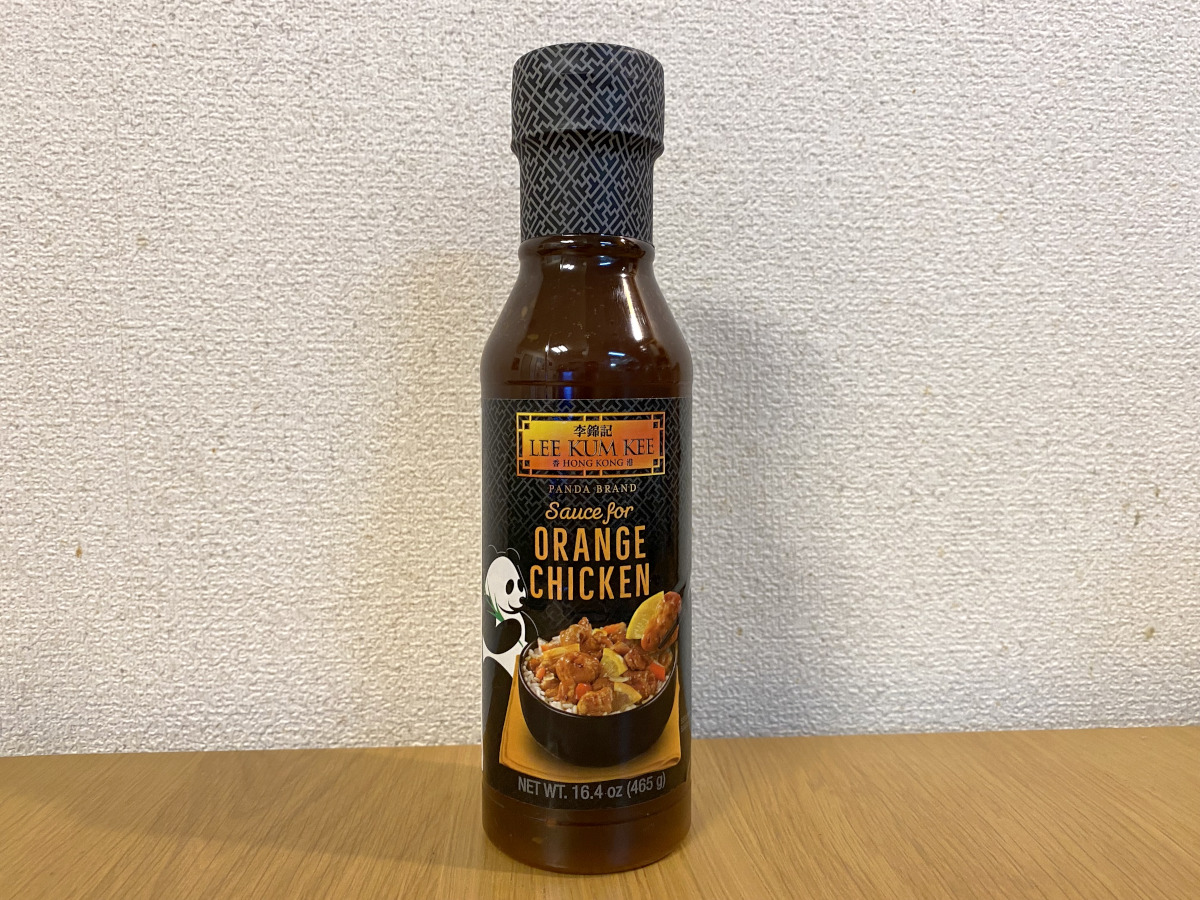 李錦記
LEE KUM KEE
香 HONG KONG 港
PANDA BRAND
Sauce for
ORANGE
CHICKEN
NET WT. 16.4 oz (465 g)